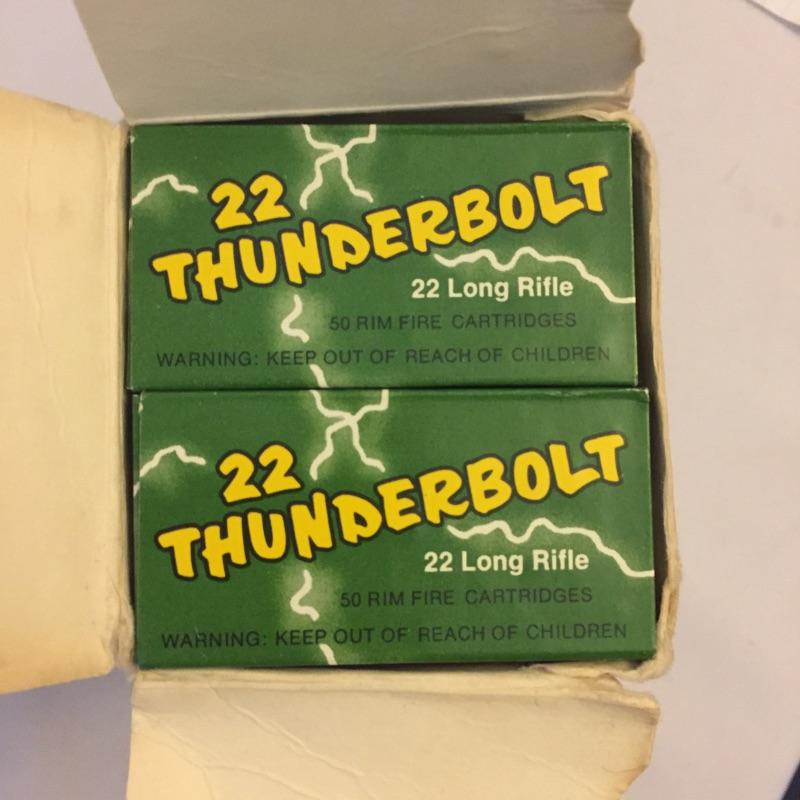 22
THUNDERBOLT
22 Long Rifle
50 RIM FIRE CARTRIDGES
WARNING: KEEP OUT OF REACH OF CHILDREN
22
THUNDERBOLT
22 Long Rifle
50 RIM FIRE CARTRIDGES
WARNING: KEEP OUT OF REACH OF CHILDREN